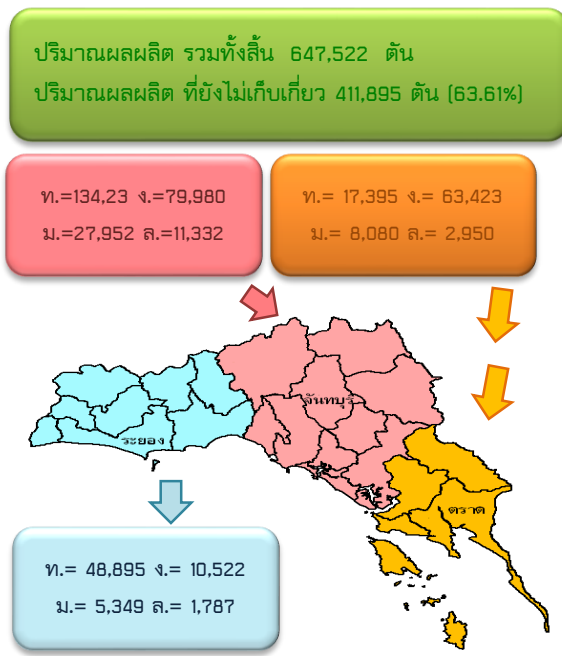 ปริมาณผลผลิต รวมทั้งสิ้น 647,522 ตัน
ปริมาณผลผลิต ที่ยังไม่เก็บเกี่ยว 411,895 ตัน (63.61%)
ท.=134,23 ง.=79,980
ม.=27,952 ล.=11,332
ท.= 17,395 ง.= 63,423
ม.= 8,080 ล.= 2,950
จันทบุรี
ระยอง
ตราด
ท.= 48,895 ง.= 10,522
ม.= 5,349 ล.= 1,787